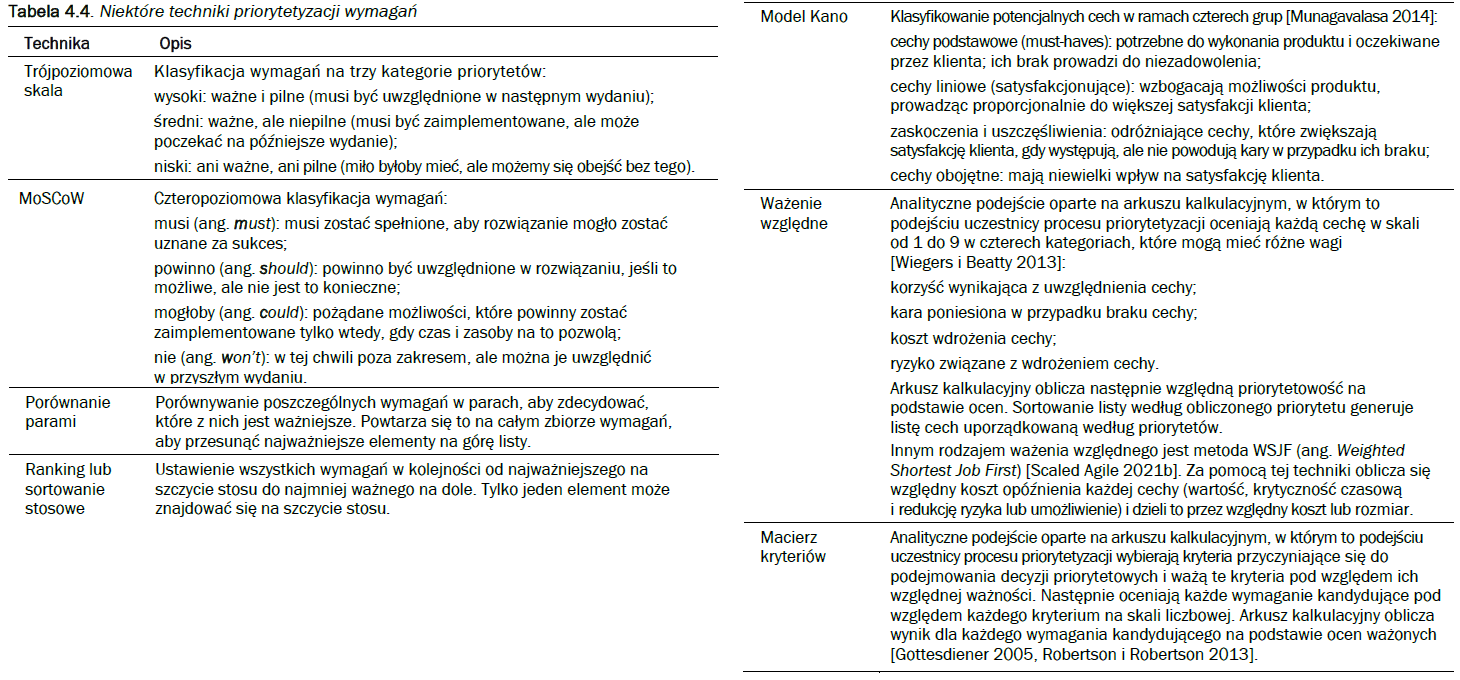 Tabela 4.4. Niektóre techniki priorytetyzacji wymagań
Technika Opis
Trójpoziomowa skala
Klasyfikacja wymagań na trzy kategorie priorytetów:
wysoki: ważne i pilne (musi być uwzględnione w następnym wydaniu);
średni: ważne, ale niepilne (musi być zaimplementowane, ale może
poczekać na późniejsze wydanie);
niski: ani ważne, ani pilne (miło byłoby mieć, ale możemy się obejść bez tego).
MoSCoW
Czteropoziomowa klasyfikacja wymagań:
musi (ang. must): musi zostać spełnione, aby rozwiązanie mogło zostać
uznane za sukces;
powinno (ang. should): powinno być uwzględnione w rozwiązaniu, jeśli to
możliwe, ale nie jest to konieczne;
mogłoby (ang. could): pożądane możliwości, które powinny zostać
zaimplementowane tylko wtedy, gdy czas i zasoby na to pozwolą;
nie (ang. won't): w tej chwili poza zakresem, ale można je uwzględnić
w przyszłym wydaniu.
Porównanie
parami
Porównywanie poszczególnych wymagań w parach, aby zdecydować,
które z nich jest ważniejsze. Powtarza się to na całym zbiorze wymagań,
aby przesunąć najważniejsze elementy na górę listy.
Ranking lub
sortowanie
stosowe
Ustawienie wszystkich wymagań w kolejności od najważniejszego na
szczycie stosu do najmniej ważnego na dole. Tylko jeden element może
znajdować się na szczycie stosu.
Model Kano
Klasyfikowanie potencjalnych cech w ramach czterech grup [Munagavalasa 2014]:
cechy podstawowe (must-haves): potrzebne do wykonania produktu i oczekiwane
przez klienta; ich brak prowadzi do niezadowolenia;
cechy liniowe (satysfakcjonujące): wzbogacają możliwości produktu,
prowadząc proporcjonalnie do większej satysfakcji klienta;
zaskoczenia i uszczęśliwienia: odróżniające cechy, które zwiększają
satysfakcję klienta, gdy występują, ale nie powodują kary w przypadku ich braku;
cechy obojętne: mają niewielki wpływ na satysfakcję klienta.
Ważenie
względne
Analityczne podejście oparte na arkuszu kalkulacyjnym, w którym to
podejściu uczestnicy procesu priorytetyzacji oceniają każdą cechę w skali
od 1 do 9 w czterech kategoriach, które mogą mieć różne wagi
[Wiegers i Beatty 2013]:
korzyść wynikająca z uwzględnienia cechy;
kara poniesiona w przypadku braku cechy;
koszt wdrożenia cechy;
ryzyko związane z wdrożeniem cechy.
Arkusz kalkulacyjny oblicza następnie względną priorytetowość na
podstawie ocen. Sortowanie listy według obliczonego priorytetu generuje
listę cech uporządkowaną według priorytetów.
Innym rodzajem ważenia względnego jest metoda WSJF (ang. Weighted
Shortest Job First) [Scaled Agile 2021b]. Za pomocą tej techniki oblicza się
względny koszt opóźnienia każdej cechy (wartość, krytyczność czasową
i redukcję ryzyka lub umożliwienie) i dzieli to przez względny koszt lub rozmiar.
Macierz
kryteriów
Analityczne podejście oparte na arkuszu kalkulacyjnym, w którym to podejściu
uczestnicy procesu priorytetyzacji wybierają kryteria przyczyniające się do
podejmowania decyzji priorytetowych i ważą te kryteria pod względem ich
względnej ważności. Następnie oceniają każde wymaganie kandydujące pod
względem każdego kryterium na skali liczbowej. Arkusz kalkulacyjny oblicza
wynik dla każdego wymagania kandydującego na podstawie ocen ważonych
[Gottesdiener 2005, Robertson i Robertson 2013].